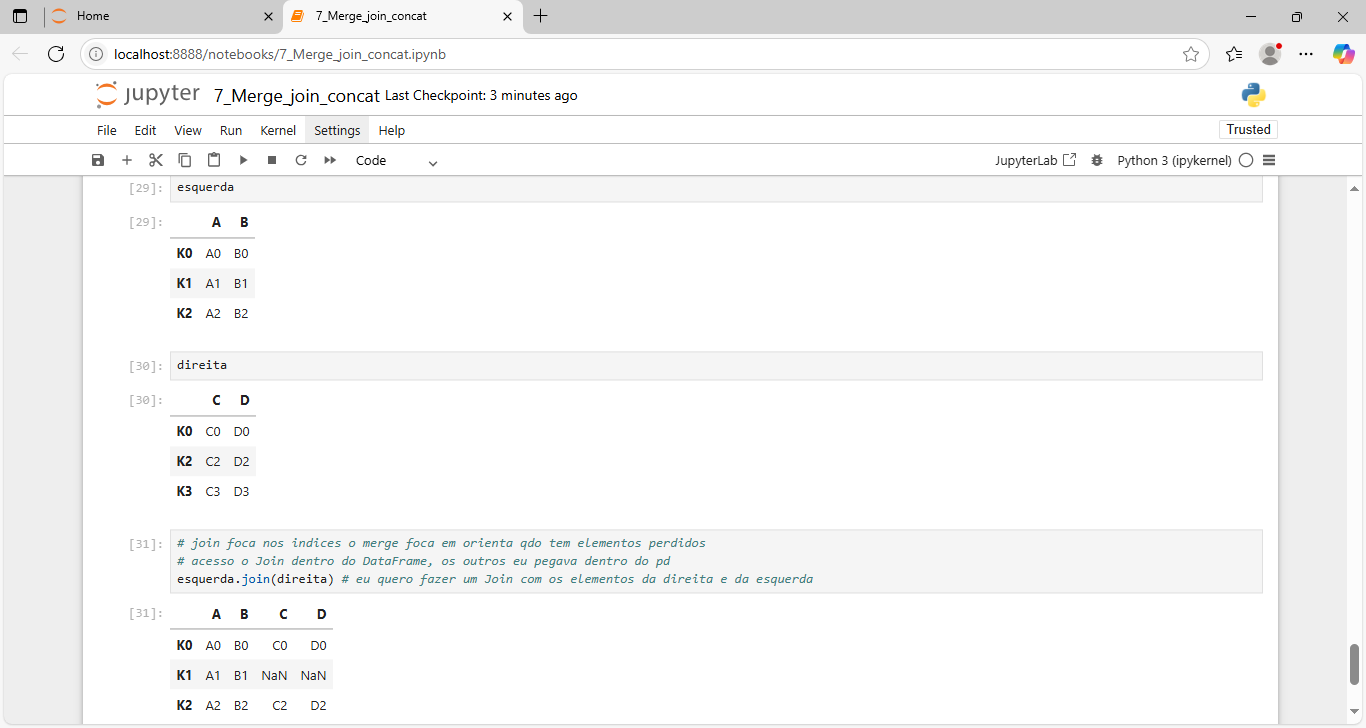 Home
7_Merge_join_concat
localhost:8888/notebooks/7_Merge_join_concat.ipynb
jupyter 7_Merge_join_concat Last Checkpoint: 3 minutes ago
File Edit View Run Kernel Settings Help
Trusted
Code
JupyterLab
Python 3 (ipykernel)
[29]: esquerda
[29]: A B
K0 A0 B0
K1 A1 B1
K2 A2 B2
[30]: direita
[30]: C D
K0 C0 D0
K2 C2 D2
K3 C3 D3
[31]: # join foca nos indices o merge foca em orienta qdo tem elementos perdidos
# acesso o Join dentro do DataFrame, os outros eu pegava dentro do pd
esquerda.join(direita) # eu quero fazer um Join com os elementos da direita e da esquerda
[31]: A B C D
K0 A0 B0 C0 D0
K1 A1 B1 NaN NaN
K2 A2 B2 C2 D2